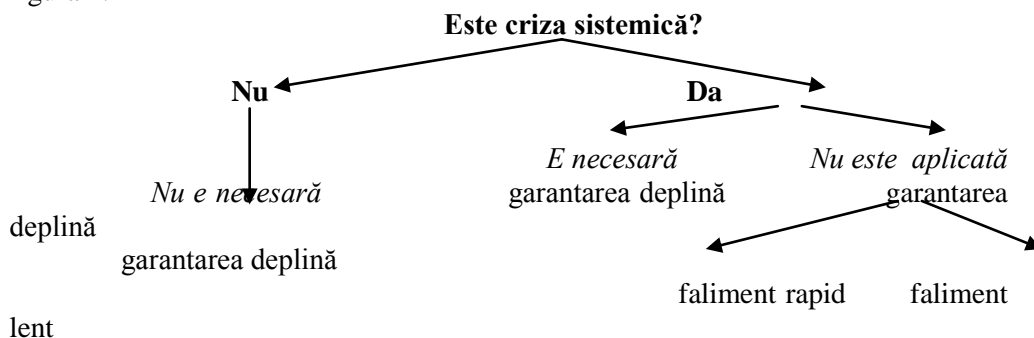 Este criza sistemică?
Nu Da
E necesară Nu este aplicată
Nu e necesară garantarea deplină garantarea
deplină
garantarea deplină
faliment rapid faliment
lent